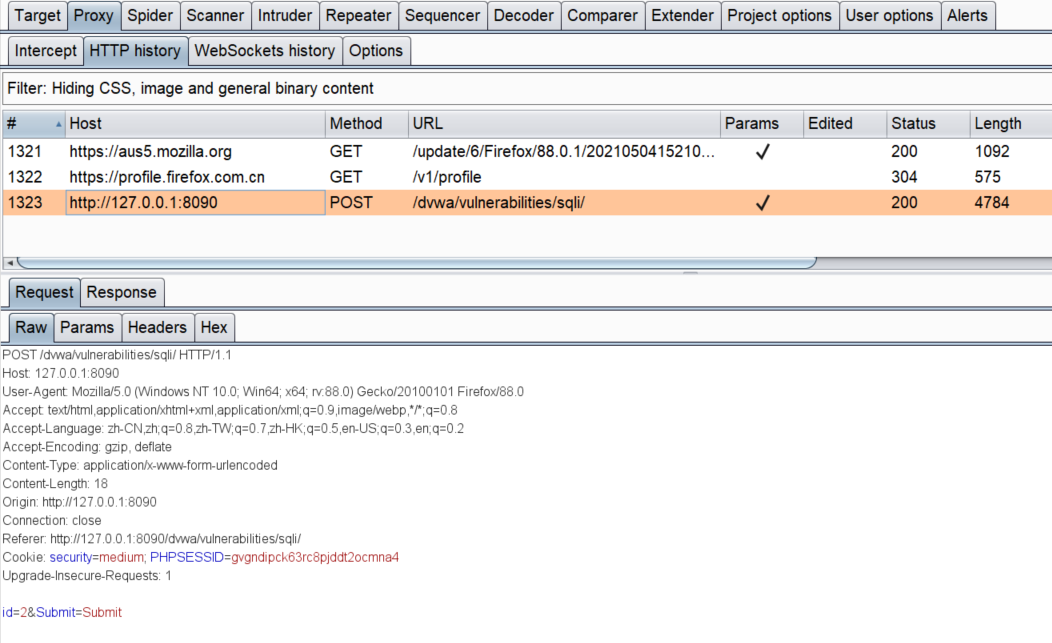 Target Proxy Spider Scanner Intruder Repeater Sequencer Decoder Comparer Extender Project options User options Alerts
Intercept HTTP history WebSockets history Options
Filter: Hiding CSS, image and general binary content
# Host Method URL Params Edited Status Length
1321 https://aus5.mozilla.org GET /update/6/Firefox/88.0.1/2021050415210... ✓ 200 1092
1322 https://profile.firefox.com.cn GET /v1/profile 304 575
1323 http://127.0.0.1:8090 POST /dvwa/vulnerabilities/sqli/ ✓ 200 4784
Request Response
Raw Params Headers Hex
POST /dvwa/vulnerabilities/sqli/ HTTP/1.1
Host: 127.0.0.1:8090
User-Agent: Mozilla/5.0 (Windows NT 10.0; Win64; x64; rv:88.0) Gecko/20100101 Firefox/88.0
Accept: text/html,application/xhtml+xml,application/xml;q=0.9,image/webp,*/*;q=0.8
Accept-Language: zh-CN,zh;q=0.8,zh-TW;q=0.7,zh-HK;q=0.5,en-US;q=0.3,en;q=0.2
Accept-Encoding: gzip, deflate
Content-Type: application/x-www-form-urlencoded
Content-Length: 18
Origin: http://127.0.0.1:8090
Connection: close
Referer: http://127.0.0.1:8090/dvwa/vulnerabilities/sqli/
Cookie: security=medium; PHPSESSID=gvgndipck63rc8pjddt2ocmna4
Upgrade-Insecure-Requests: 1
id=2&Submit=Submit